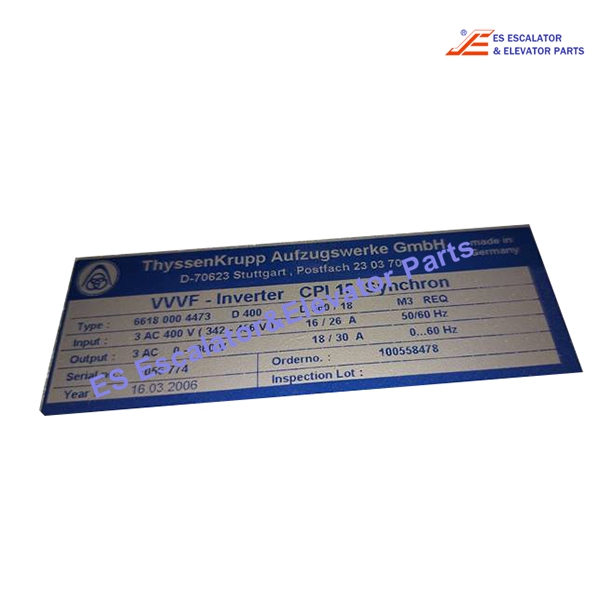 ES ESCALATOR
& ELEVATOR PARTS
ThyssenKrupp Aufzugswerke GmbH
D-70623 Stuttgart , Postfach 23 03 70
made in
Germany
VVVF - Inverter CPI
Type : 6618 000 4473 D 400 / 18 M3 REQ
Input : 3 AC 400 V ( 342 16 / 26 A 50/60 Hz
Output : 3 AC 0 18 / 30 A 0...60 Hz
Serial Orderno. : 100558478
Year 16.03.2006 Inspection Lot :
ES Escalator&Elevator Parts